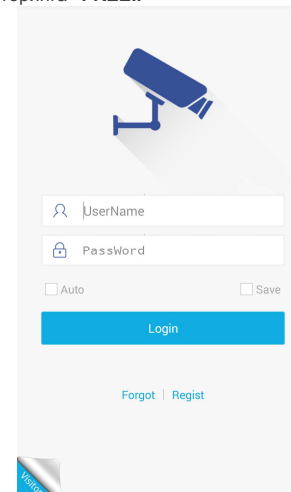 UserName
PassWord
Auto
Save
Login
Forgot | Regist
Visitor